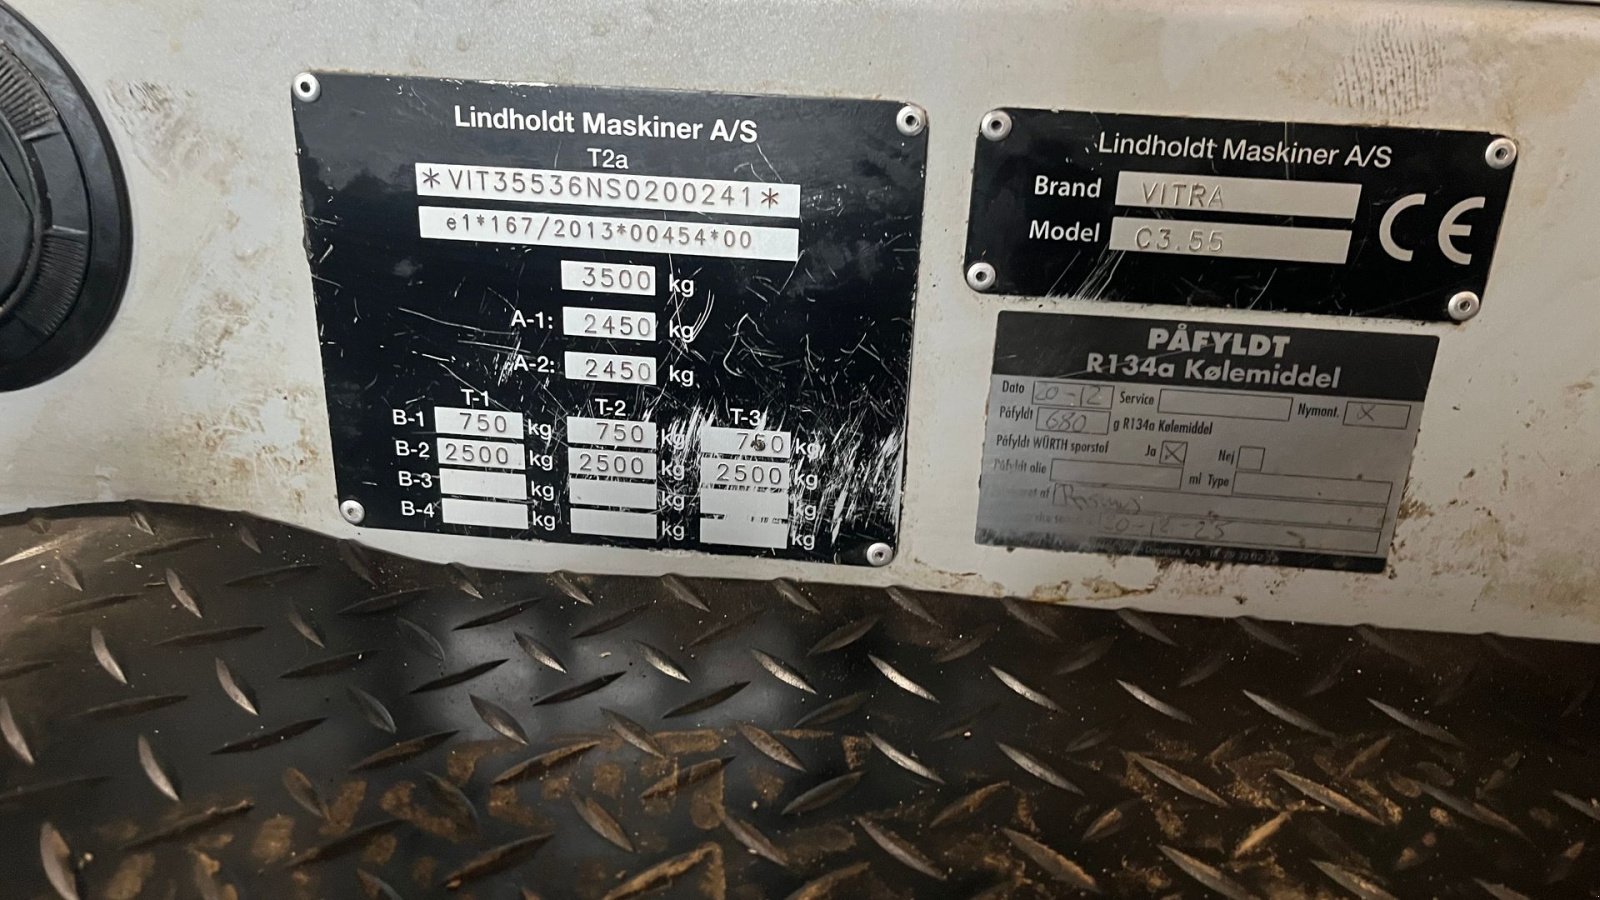 Lindholdt Maskiner A/S
T2a
*VIT35536NS0200241*
e1*167/2013*00454*00
3500 kg
A-1: 2450 kg
A-2: 2450 kg
T-1 T-2 T-3
B-1 750 kg 750 kg 750 kg
B-2 2500 kg 2500 kg 2500 kg
B-3 kg kg kg
B-4 kg kg kg
Lindholdt Maskiner A/S
Brand VITRA
Model C3.55
CE
PÅFYLDT
R134a Kølemiddel
Dato 20-12 Service Nymont. X
Påfyldt 680 g R134a Kølemiddel
Påfyldt WÜRTH sporstof Ja X Nej
Påfyldt olie ml Type
af